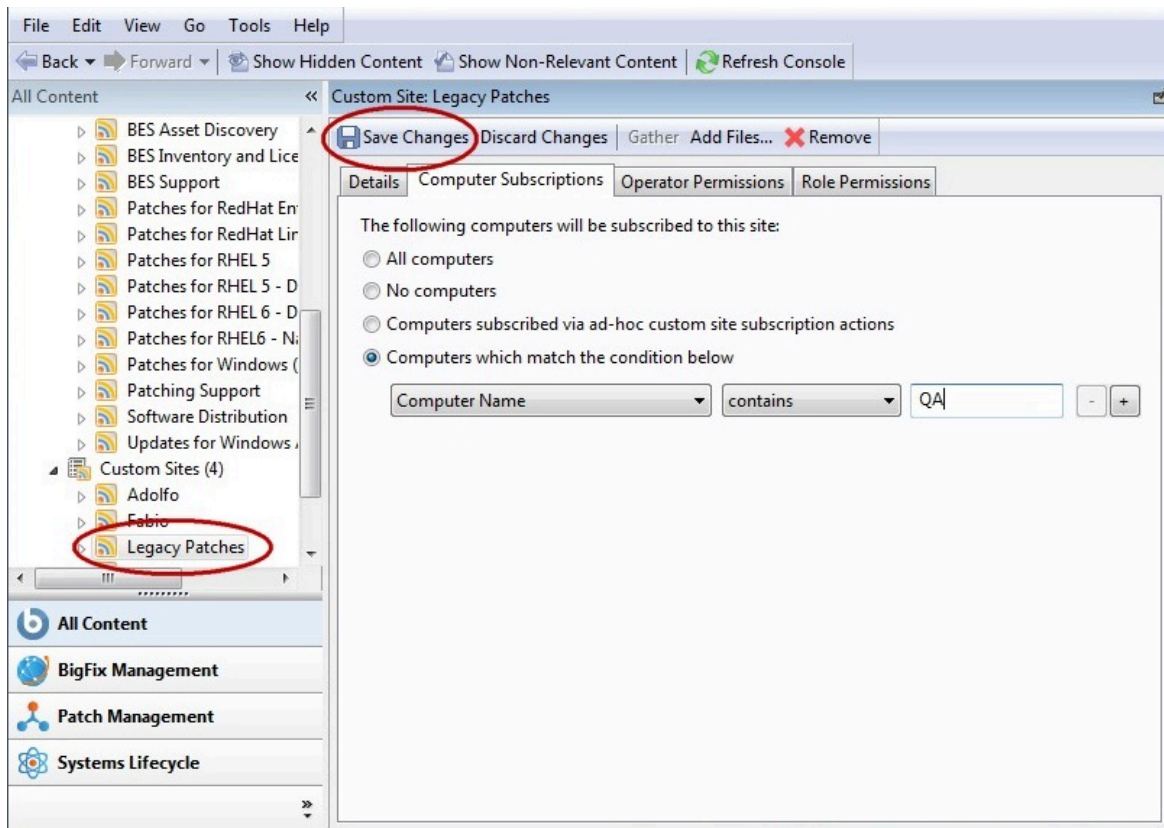 File Edit View Go Tools Help
Back Forward Show Hidden Content Show Non-Relevant Content Refresh Console
All Content
BES Asset Discovery
BES Inventory and Lice
BES Support
Patches for RedHat En
Patches for RedHat Lin
Patches for RHEL 5
Patches for RHEL 5 - D
Patches for RHEL 6 - D
Patches for RHEL6 - Na
Patches for Windows (
Patching Support
Software Distribution
Updates for Windows
Custom Sites (4)
Adolfo
Fabio
Legacy Patches
All Content
BigFix Management
Patch Management
Systems Lifecycle
Custom Site: Legacy Patches
Save Changes Discard Changes Gather Add Files... Remove
Details Computer Subscriptions Operator Permissions Role Permissions
The following computers will be subscribed to this site:
All computers
No computers
Computers subscribed via ad-hoc custom site subscription actions
Computers which match the condition below
Computer Name contains QA - +